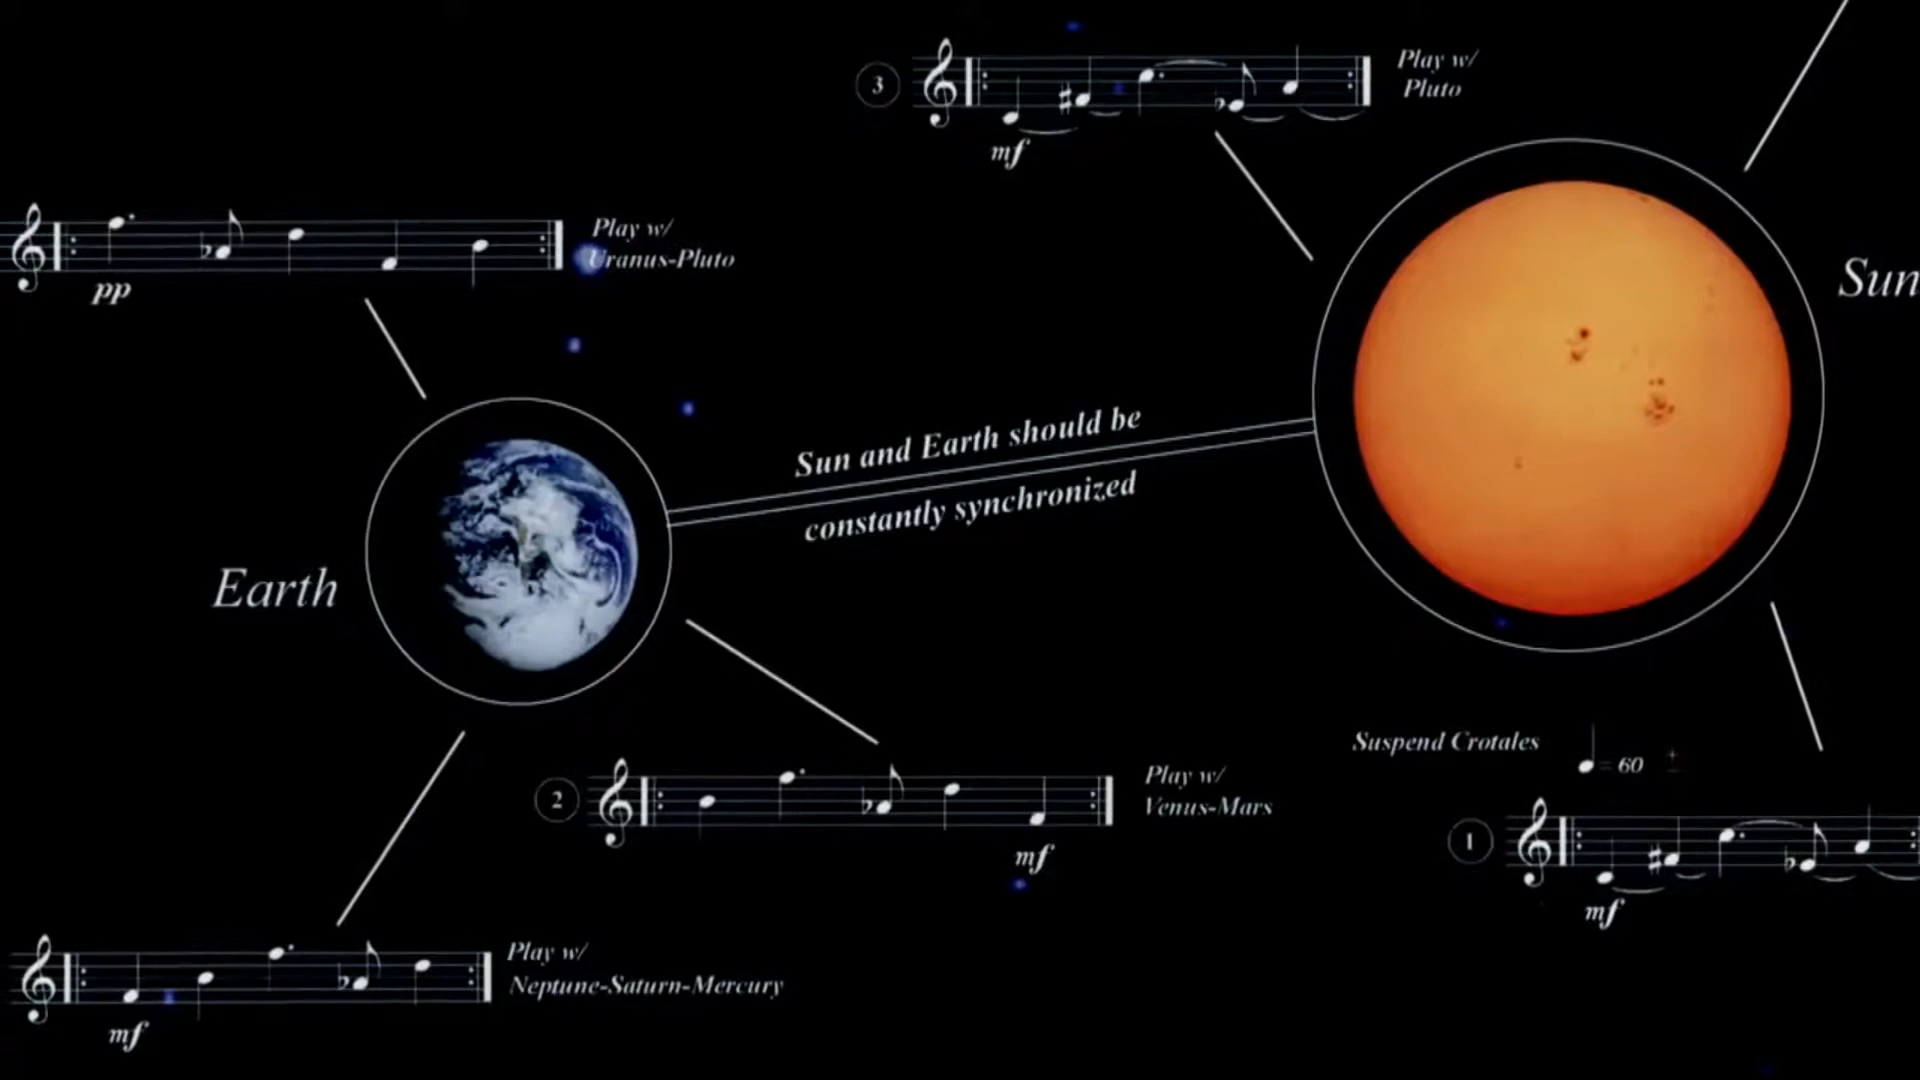 3
Play w/
Pluto
mf
Play w/
Uranus-Pluto
pp
Sun
Sun and Earth should be
constantly synchronized
Earth
Suspend Crotales
= 60 ±
2
Play w/
Venus-Mars
mf
1
mf
Play w/
Neptune-Saturn-Mercury
mf